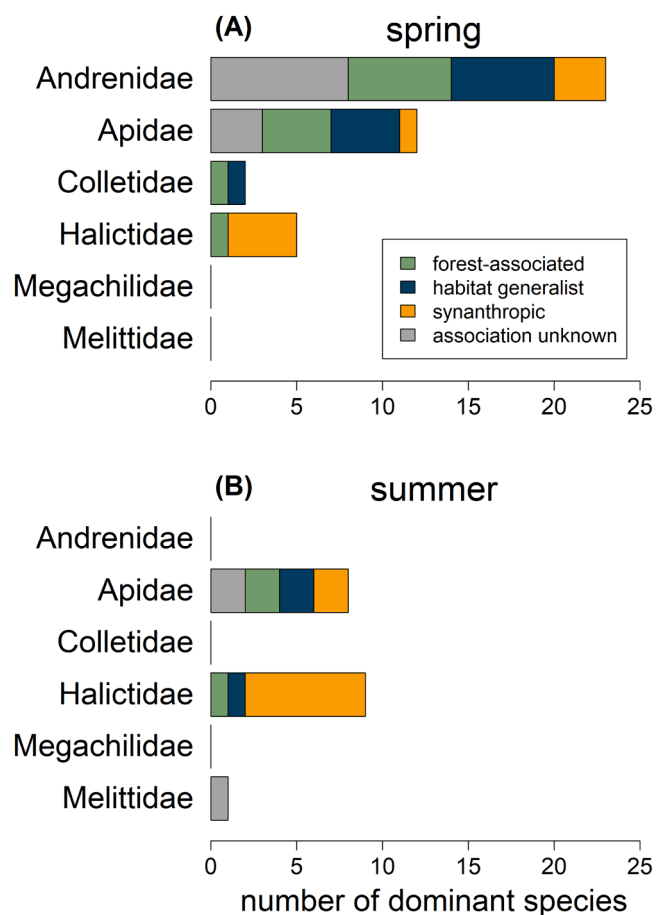 (A) spring
Andrenidae
Apidae
Colletidae
Halictidae
Megachilidae
Melittidae
forest-associated
habitat generalist
synanthropic
association unknown
0 5 10 15 20 25
(B) summer
Andrenidae
Apidae
Colletidae
Halictidae
Megachilidae
Melittidae
0 5 10 15 20 25
number of dominant species